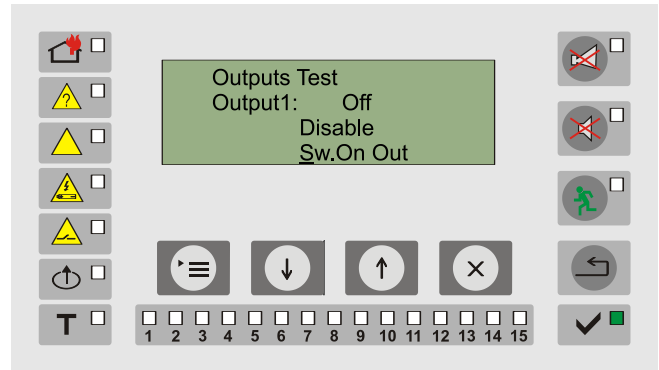 Outputs Test
Output1: Off
Disable
Sw.On Out
?
T
1 2 3 4 5 6 7 8 9 10 11 12 13 14 15